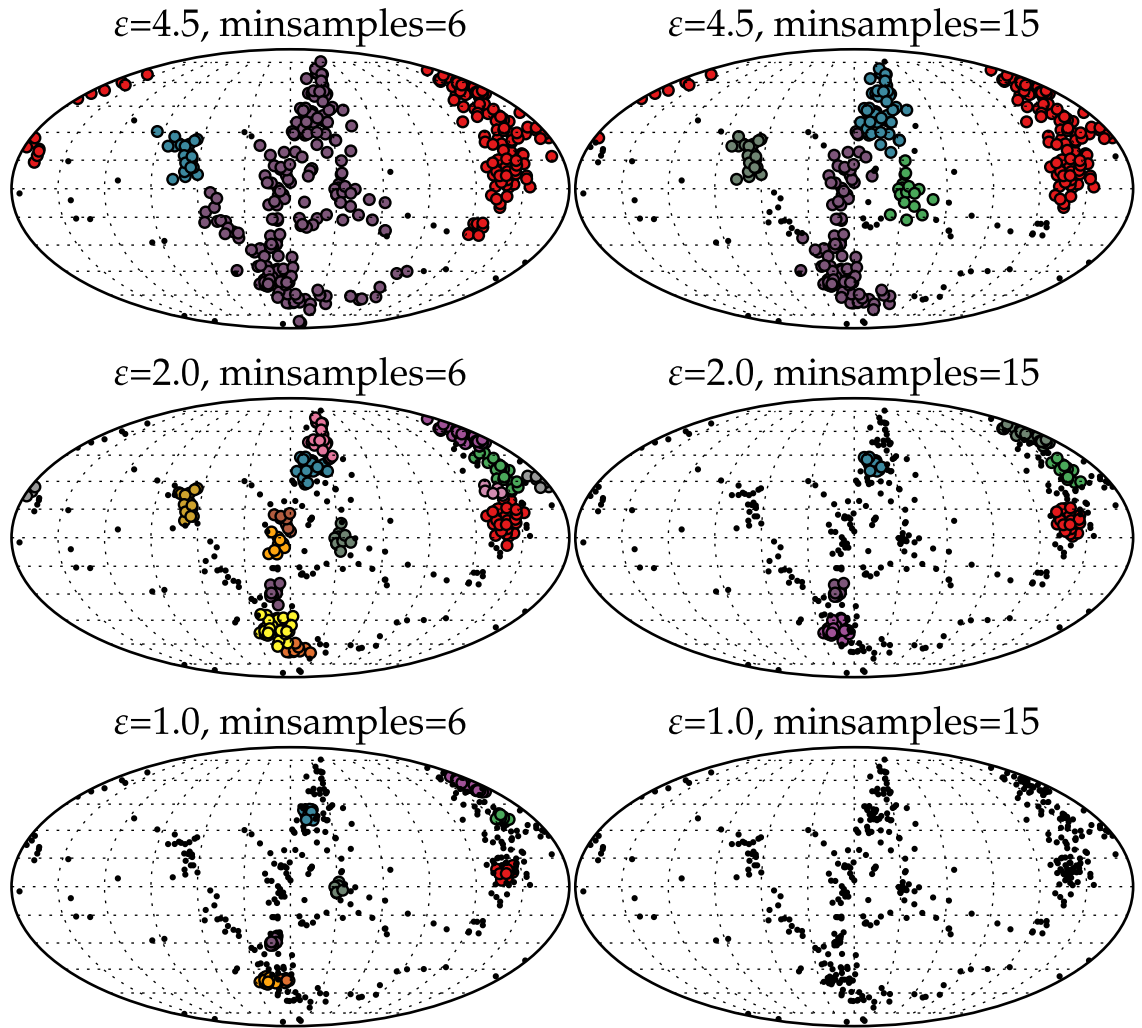 ε=4.5, minsamples=6
ε=4.5, minsamples=15
ε=2.0, minsamples=6
ε=2.0, minsamples=15
ε=1.0, minsamples=6
ε=1.0, minsamples=15